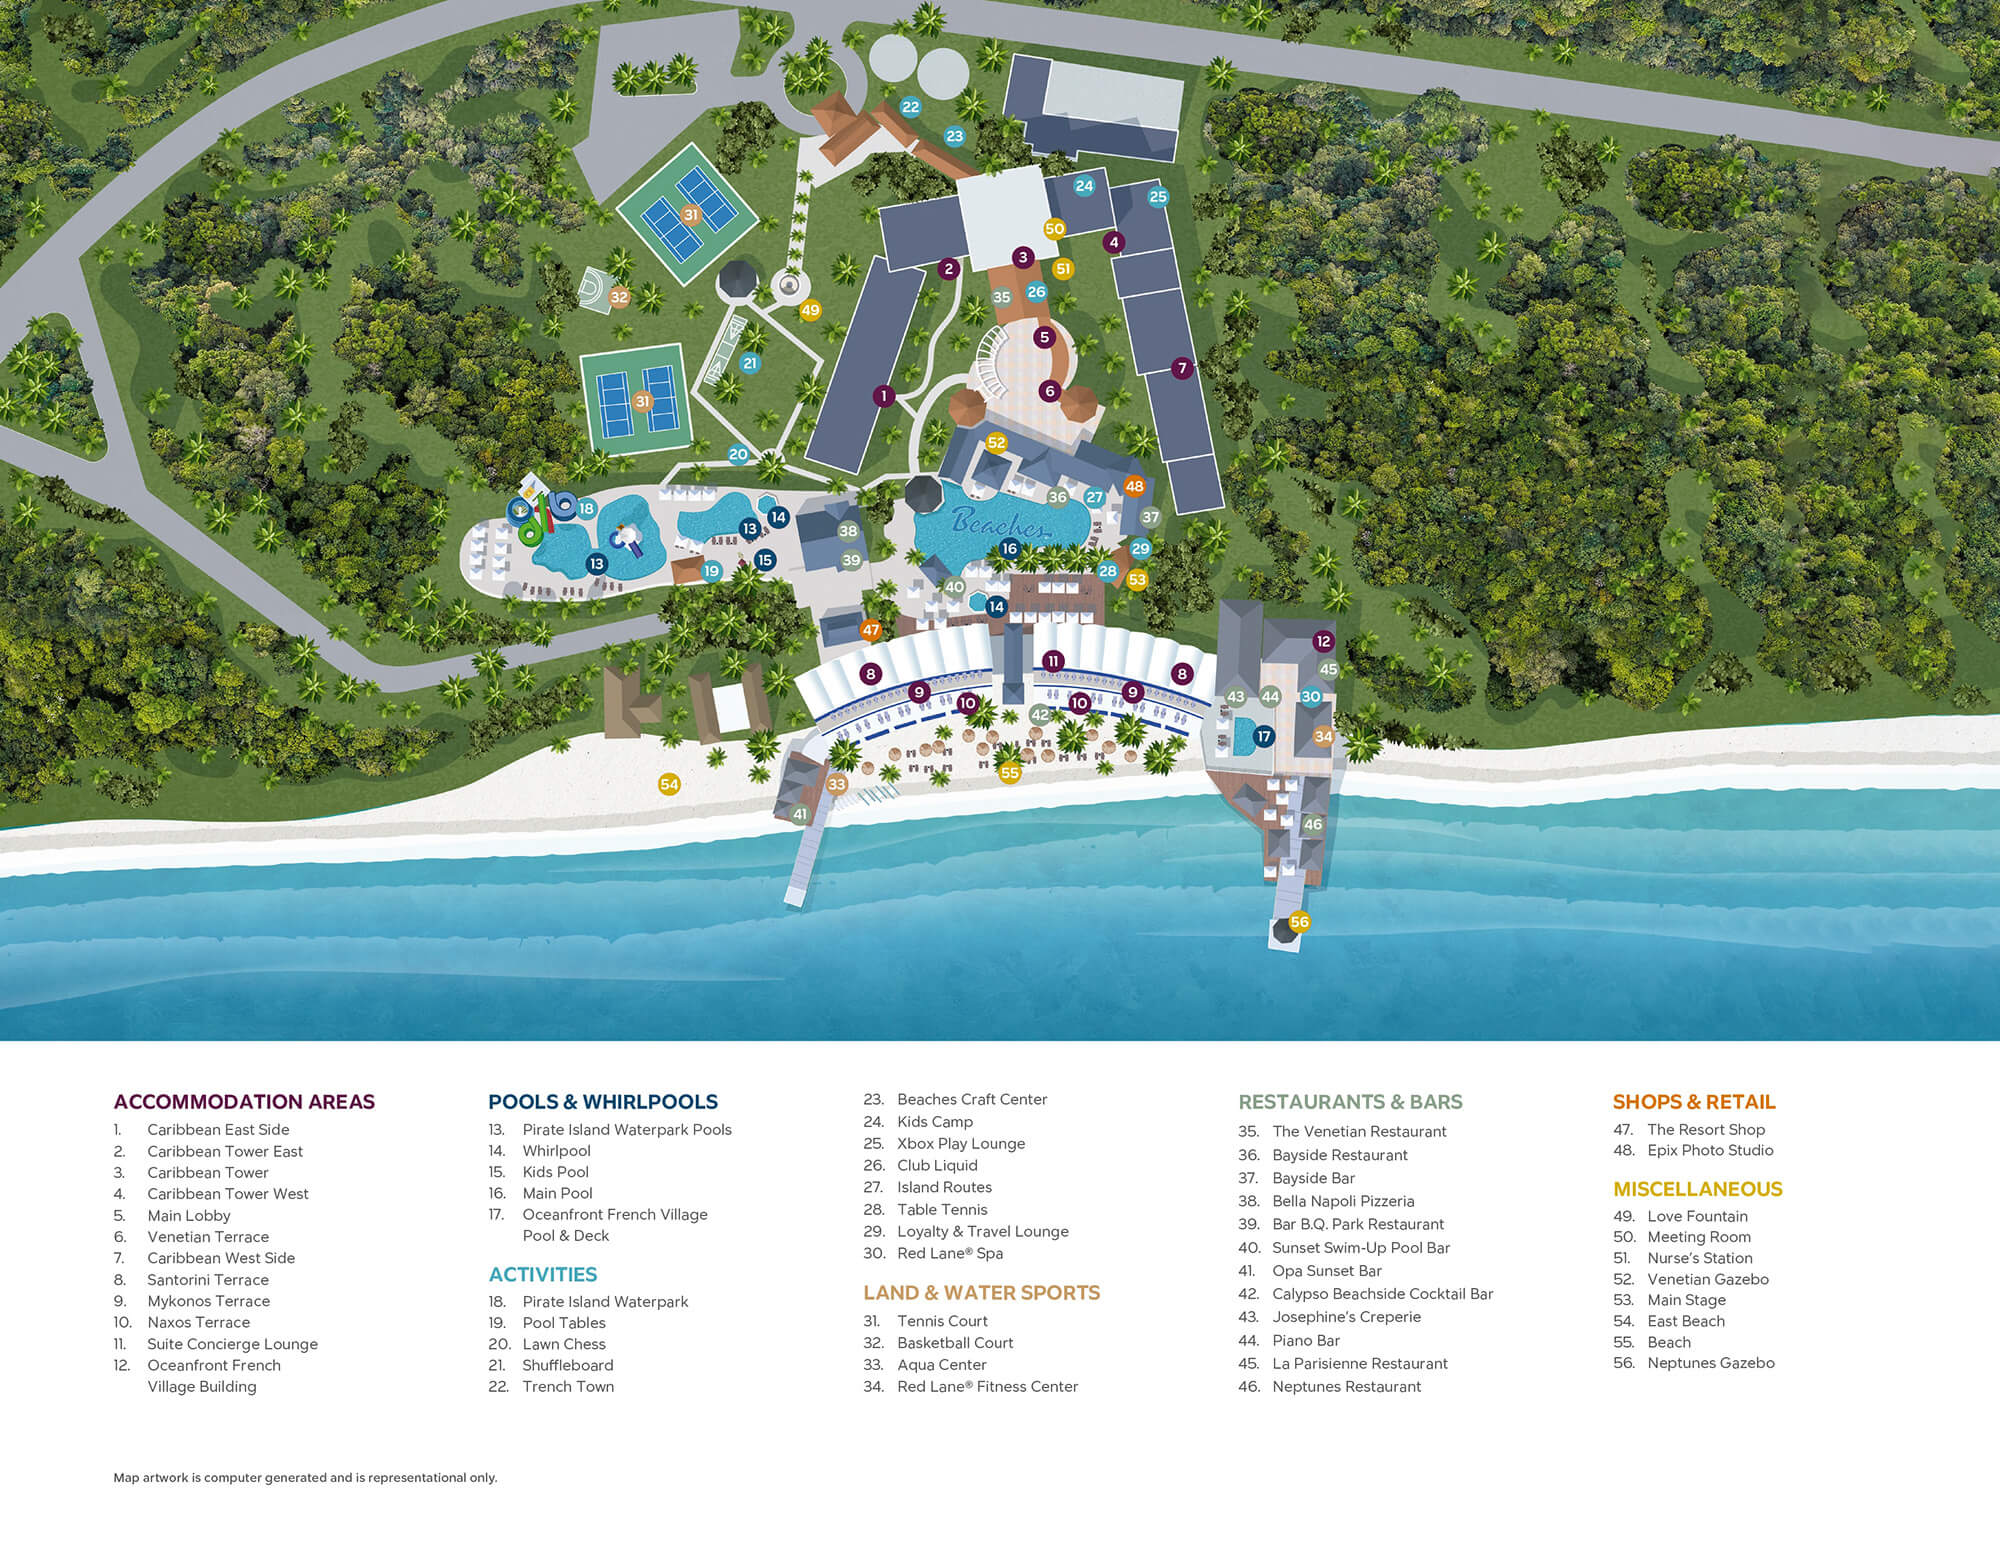 22
23
24
25
31
50
4
2
3
51
32
35
26
49
5
21
7
6
1
31
52
20
48
36
27
18
14
37
13
38
Beaches
16
29
15
39
13
19
28
53
40
14
47
12
11
45
8
8
9
9
43
44
30
10
10
42
17
34
55
54
33
41
46
56
ACCOMMODATION AREAS
1. Caribbean East Side
2. Caribbean Tower East
3. Caribbean Tower
4. Caribbean Tower West
5. Main Lobby
6. Venetian Terrace
7. Caribbean West Side
8. Santorini Terrace
9. Mykonos Terrace
10. Naxos Terrace
11. Suite Concierge Lounge
12. Oceanfront French
Village Building
POOLS & WHIRLPOOLS
13. Pirate Island Waterpark Pools
14. Whirlpool
15. Kids Pool
16. Main Pool
17. Oceanfront French Village
Pool & Deck
ACTIVITIES
18. Pirate Island Waterpark
19. Pool Tables
20. Lawn Chess
21. Shuffleboard
22. Trench Town
23. Beaches Craft Center
24. Kids Camp
25. Xbox Play Lounge
26. Club Liquid
27. Island Routes
28. Table Tennis
29. Loyalty & Travel Lounge
30. Red Lane® Spa
LAND & WATER SPORTS
31. Tennis Court
32. Basketball Court
33. Aqua Center
34. Red Lane® Fitness Center
RESTAURANTS & BARS
35. The Venetian Restaurant
36. Bayside Restaurant
37. Bayside Bar
38. Bella Napoli Pizzeria
39. Bar B.Q. Park Restaurant
40. Sunset Swim-Up Pool Bar
41. Opa Sunset Bar
42. Calypso Beachside Cocktail Bar
43. Josephine's Creperie
44. Piano Bar
45. La Parisienne Restaurant
46. Neptunes Restaurant
SHOPS & RETAIL
47. The Resort Shop
48. Epix Photo Studio
MISCELLANEOUS
49. Love Fountain
50. Meeting Room
51. Nurse's Station
52. Venetian Gazebo
53. Main Stage
54. East Beach
55. Beach
56. Neptunes Gazebo
Map artwork is computer generated and is representational only.